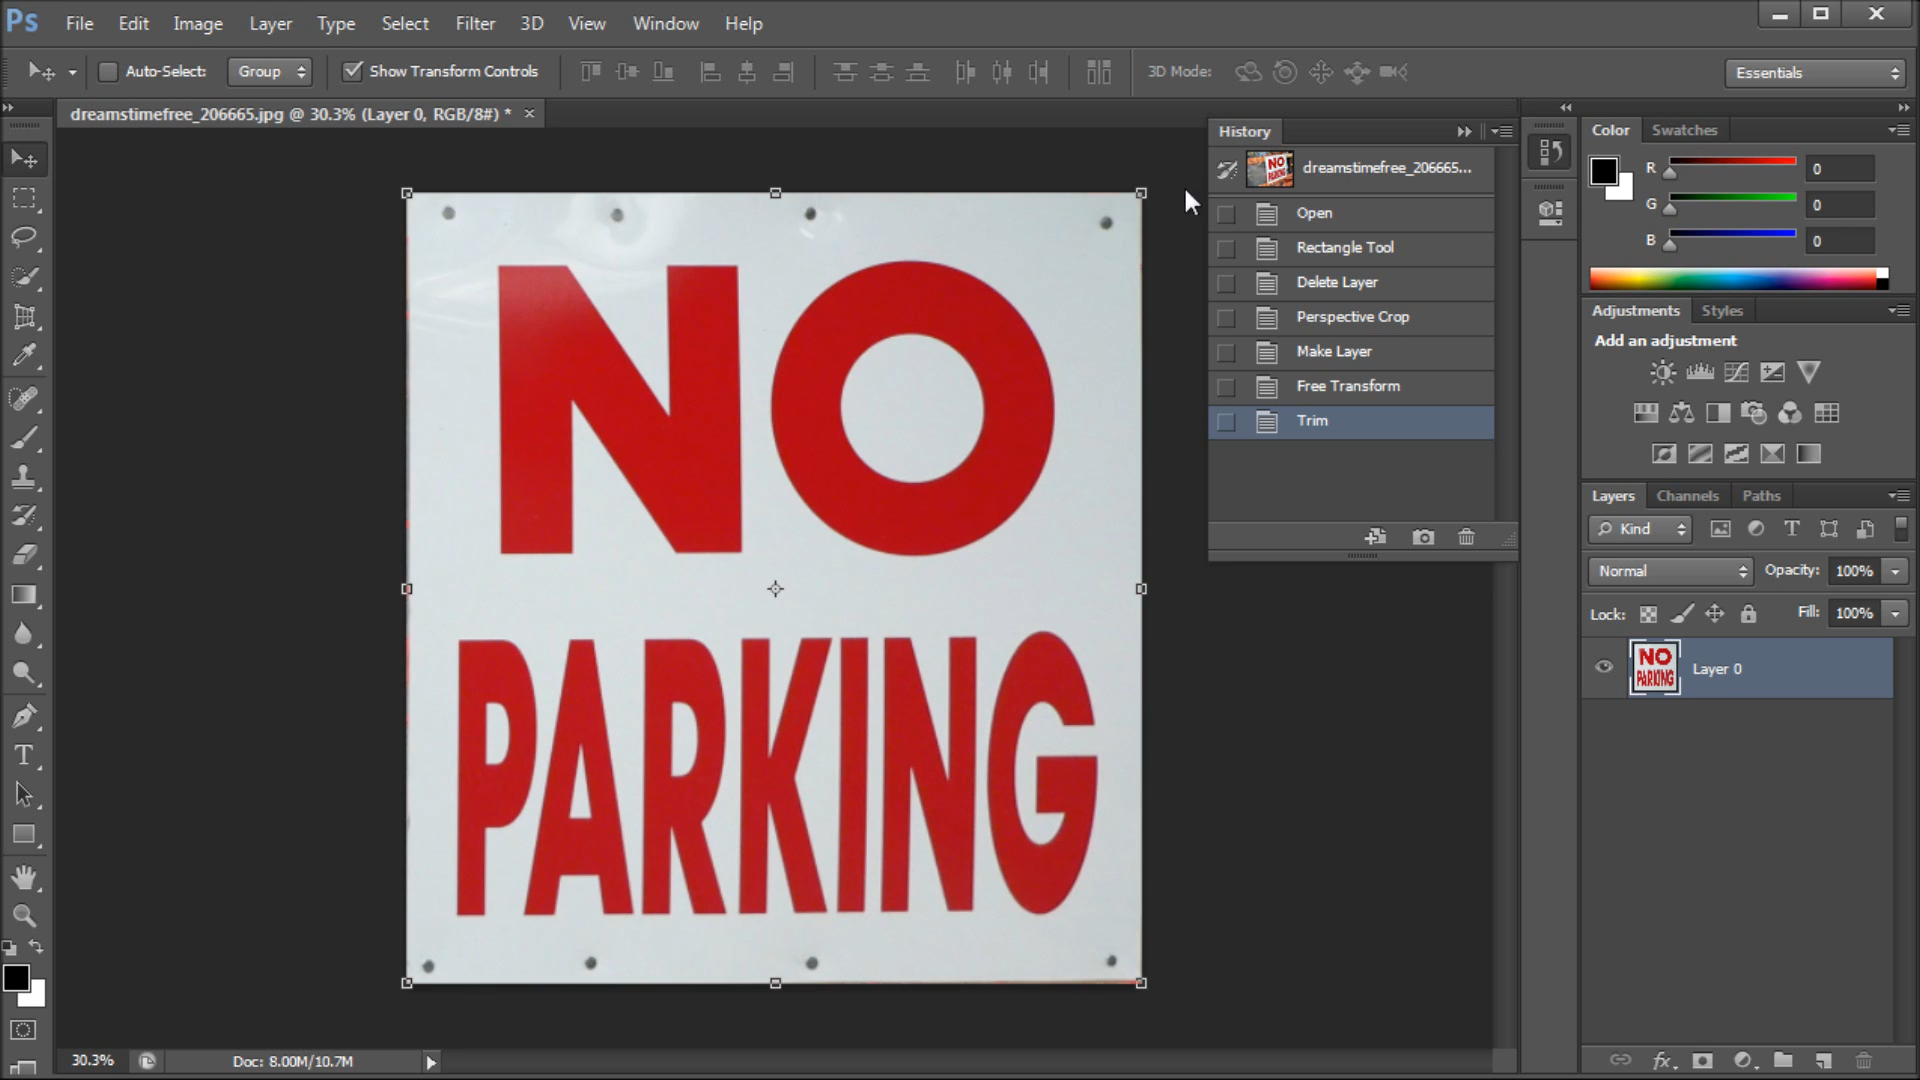 Ps File Edit Image Layer Type Select Filter 3D View Window Help
Auto-Select: Group Show Transform Controls 3D Mode: Essentials
dreamstimefree_206665.jpg @ 30.3% (Layer 0, RGB/8#) * ×
History
dreamstimefree_206665...
Open
Rectangle Tool
Delete Layer
Perspective Crop
Make Layer
Free Transform
Trim
NO
PARKING
Color Swatches
R 0
G 0
B 0
Adjustments Styles
Add an adjustment
Layers Channels Paths
Kind
Normal Opacity: 100%
Lock: Fill: 100%
NO
PARKING
Layer 0
30.3% Doc: 8.00M/10.7M
fx